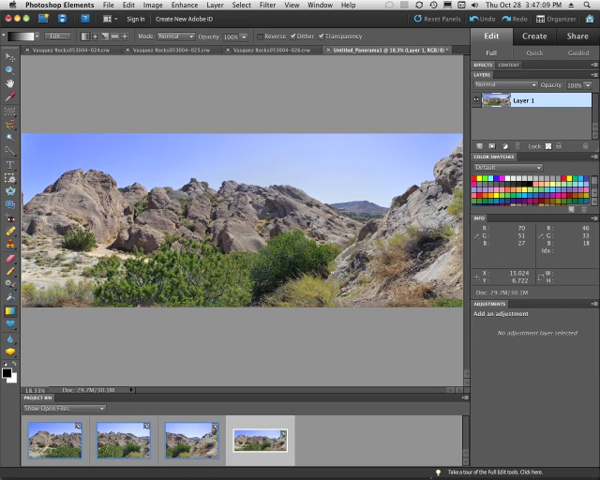 Photoshop Elements File Edit Image Enhance Layer Select Filter View Window Help Thu Oct 28 3:47:09 PM
Sign In Create New Adobe ID Reset Panels Undo Redo Organizer
Edit... Mode: Normal Opacity: 100% Reverse Dither Transparency
Edit Create Share
Vasquez Rocks053004-024.crw Vasquez Rocks053004-025.crw Vasquez Rocks053004-026.crw Untitled_Panorama1 @ 18.3% (Layer 1, RGB/8) *
Full Quick Guided
EFFECTS CONTENT
LAYERS
Normal Opacity: 100%
Layer 1
Lock:
COLOR SWATCHES
Default
INFO
R: 70 R: 46
G: 51 G: 33
B: 27 B: 18
Idx:
X: 15.024 W:
Y: 6.722 H:
Doc: 29.7M/30.1M
ADJUSTMENTS
Add an adjustment
No adjustment layer selected
18.33% Doc: 29.7M/30.1M
PROJECT BIN
Show Open Files
Take a tour of the Full Edit tools. Click here.